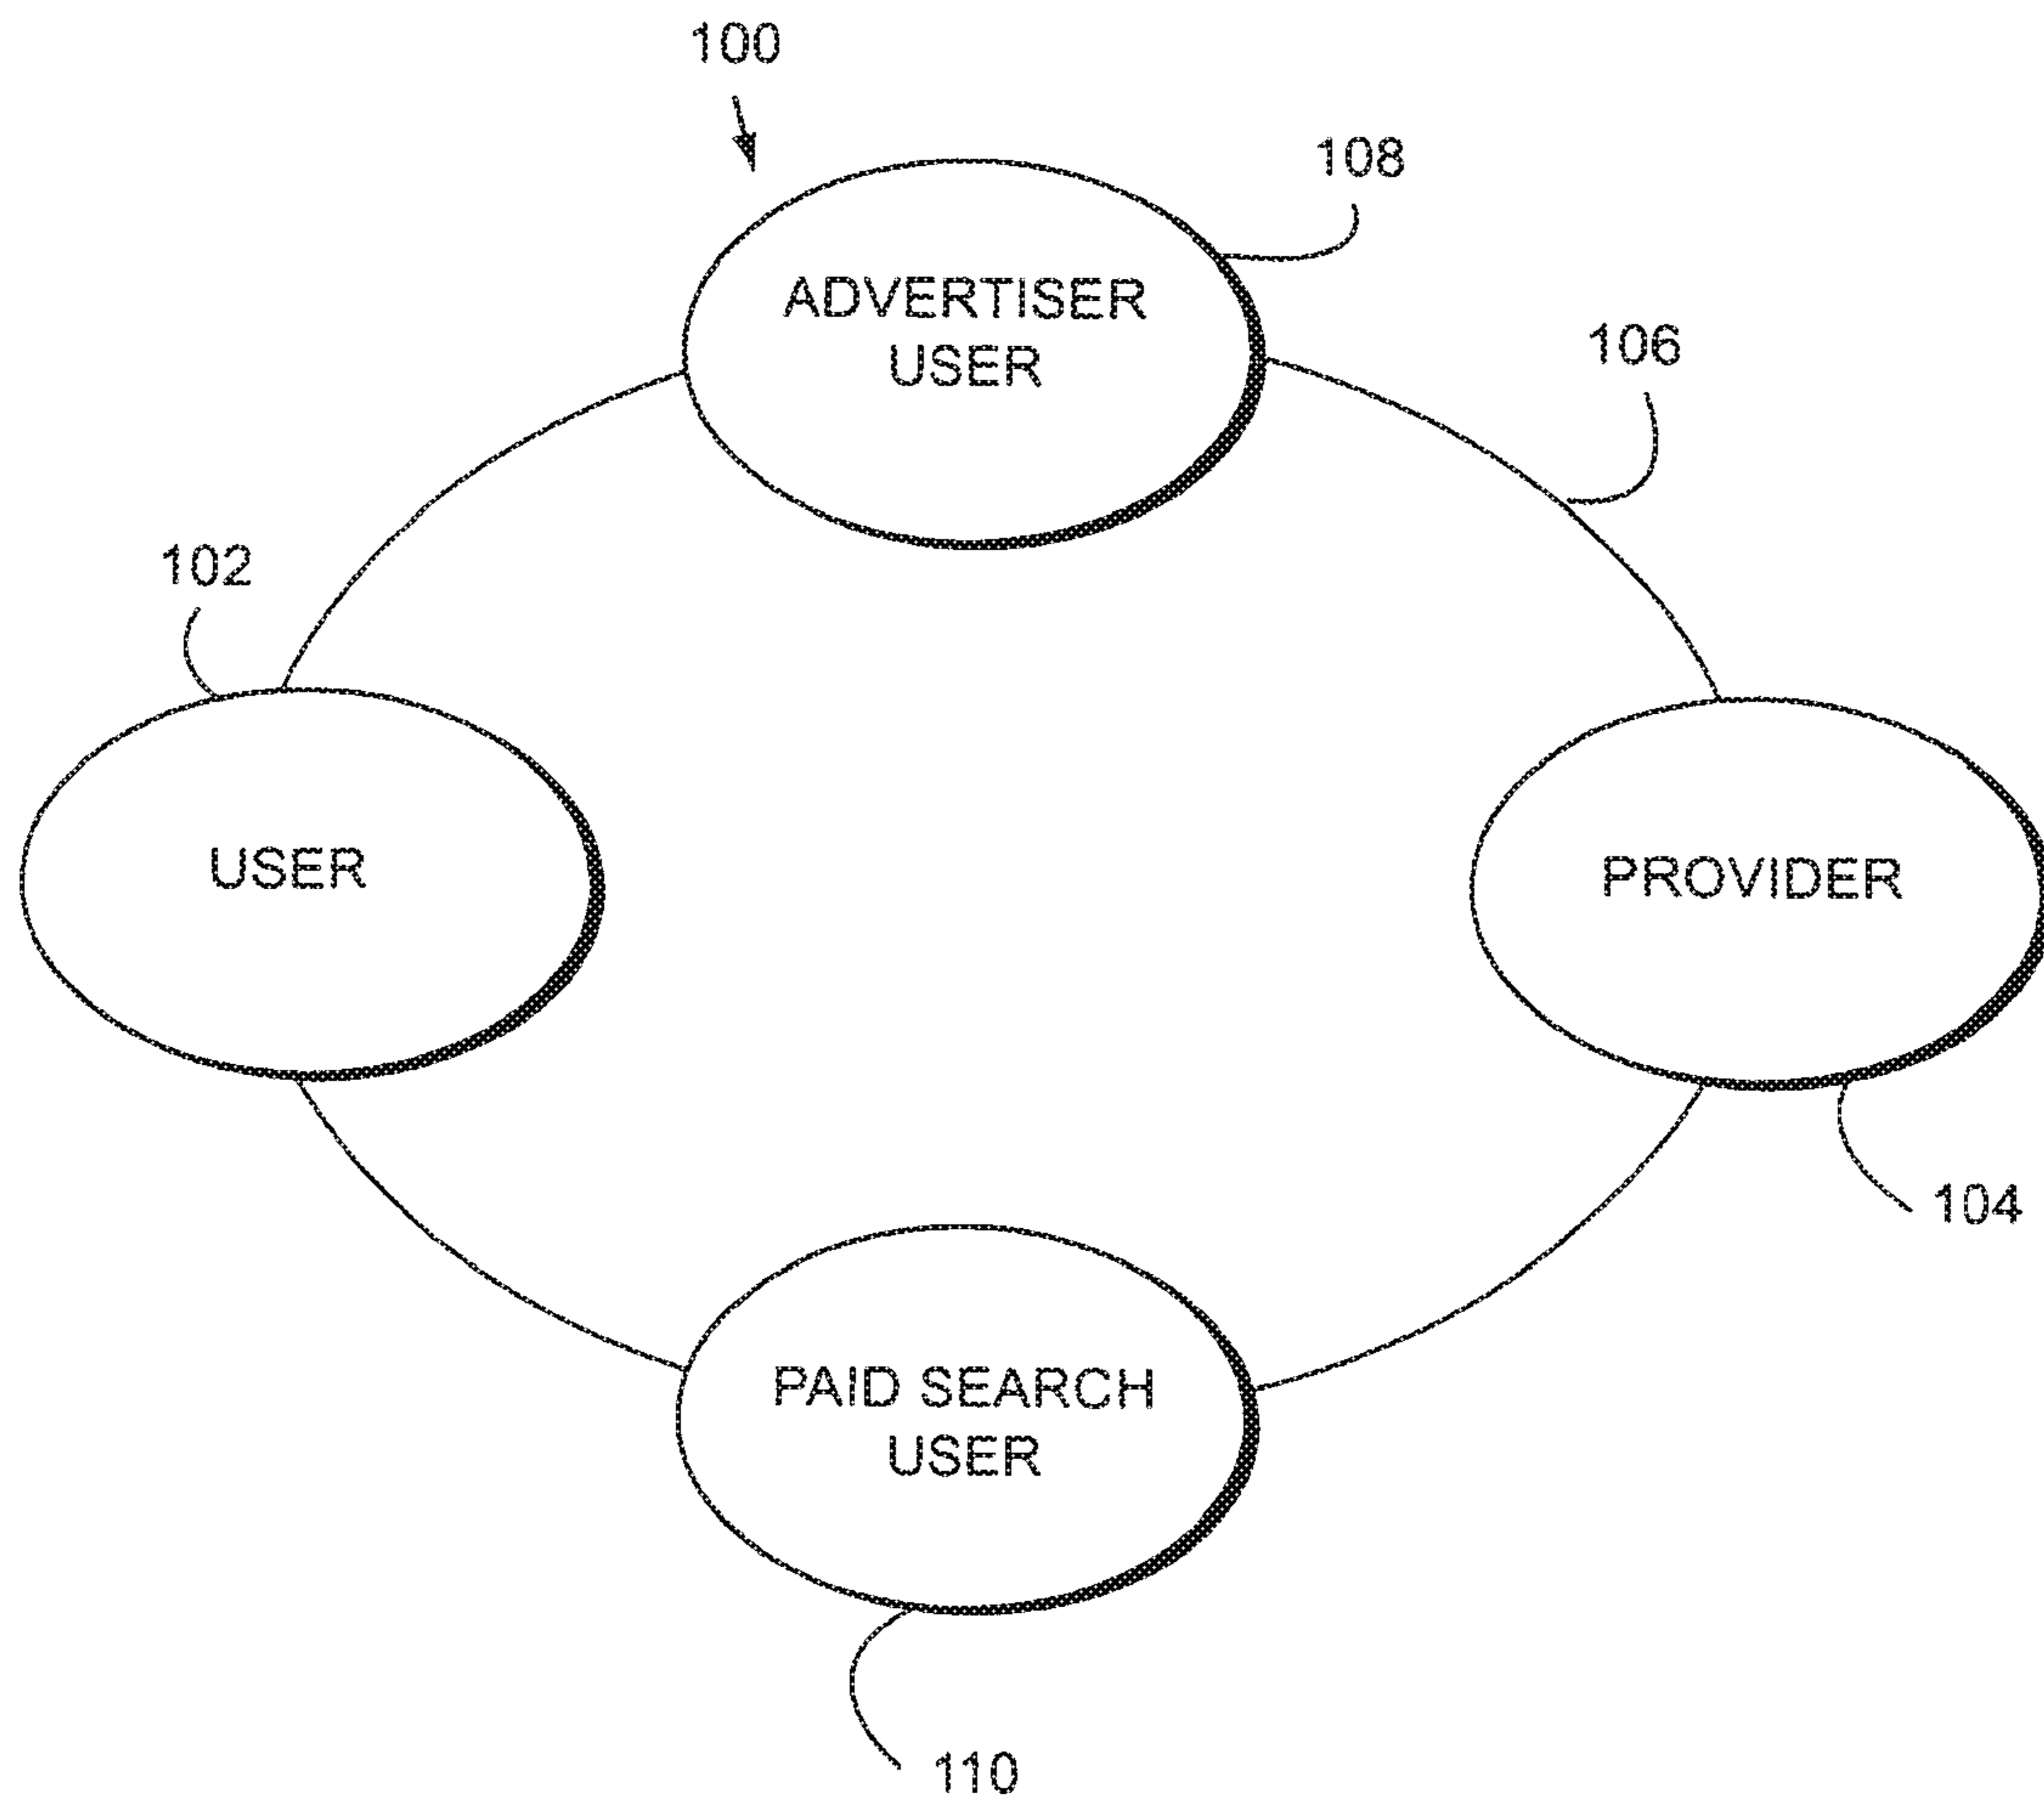 100
108
ADVERTISER
USER
106
102
USER
PROVIDER
104
PAID SEARCH
USER
110